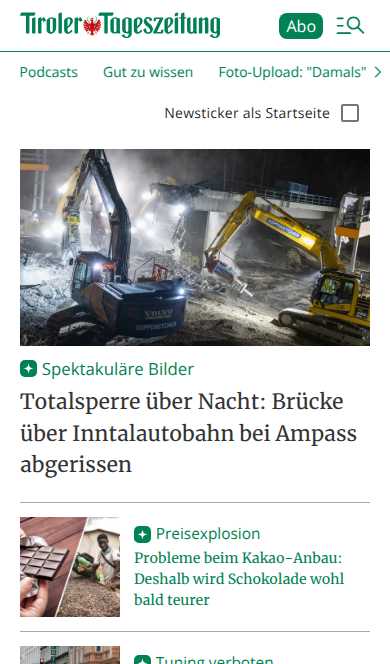 Tiroler Tageszeitung
Abo
Podcasts Gut zu wissen Foto-Upload: "Damals"
Newsticker als Startseite
VOLVO
Spektakuläre Bilder
Totalsperre über Nacht: Brücke
über Inntalautobahn bei Ampass
abgerissen
Preisexplosion
Probleme beim Kakao-Anbau:
Deshalb wird Schokolade wohl
bald teurer
Tuning verboten